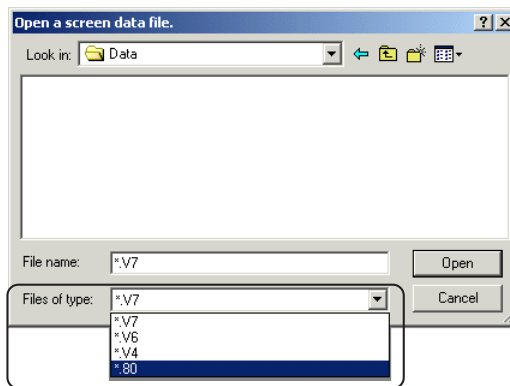 Open a screen data file.
Look in: Data
File name: *.V7 Open
Files of type: *.V7 Cancel
*.V7
*.V6
*.V4
*.80